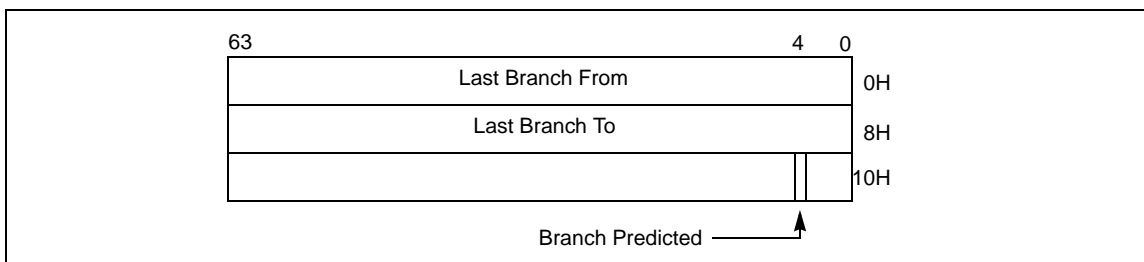 63 4 0
Last Branch From 0H
Last Branch To 8H
10H
Branch Predicted